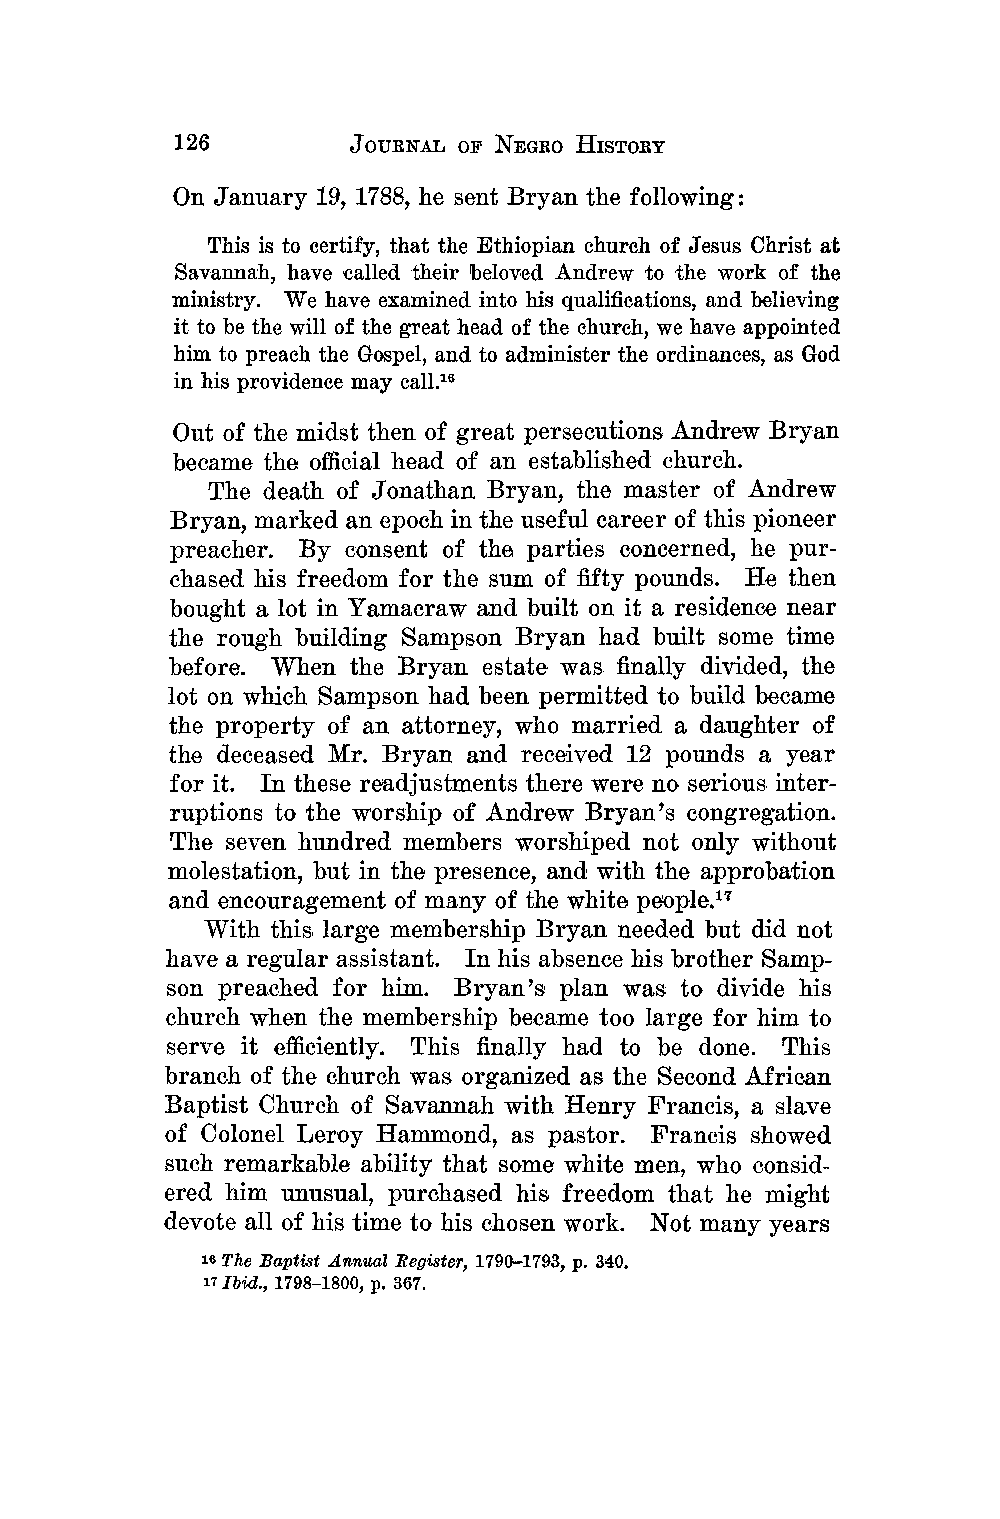 126 JOURNAL OF NEGRO HISTORY
On January 19, 1788, he sent Bryan the following:
This is to certify, that the Ethiopian church of Jesus Christ at
Savannah, have called their beloved Andrew to the work of the
ministry. We have examined into his qualifications, and believing
it to be the will of the great head of the church, we have appointed
him to preach the Gospel, and to administer the ordinances, as God
in his providence may call.¹⁶
Out of the midst then of great persecutions Andrew Bryan
became the official head of an established church.
The death of Jonathan Bryan, the master of Andrew
Bryan, marked an epoch in the useful career of this pioneer
preacher. By consent of the parties concerned, he pur-
chased his freedom for the sum of fifty pounds. He then
bought a lot in Yamacraw and built on it a residence near
the rough building Sampson Bryan had built some time
before. When the Bryan estate was finally divided, the
lot on which Sampson had been permitted to build became
the property of an attorney, who married a daughter of
the deceased Mr. Bryan and received 12 pounds a year
for it. In these readjustments there were no serious inter-
ruptions to the worship of Andrew Bryan's congregation.
The seven hundred members worshiped not only without
molestation, but in the presence, and with the approbation
and encouragement of many of the white people.¹⁷
With this large membership Bryan needed but did not
have a regular assistant. In his absence his brother Samp-
son preached for him. Bryan's plan was to divide his
church when the membership became too large for him to
serve it efficiently. This finally had to be done. This
branch of the church was organized as the Second African
Baptist Church of Savannah with Henry Francis, a slave
of Colonel Leroy Hammond, as pastor. Francis showed
such remarkable ability that some white men, who consid-
ered him unusual, purchased his freedom that he might
devote all of his time to his chosen work. Not many years
¹⁶ The Baptist Annual Register, 1790–1793, p. 340.
¹⁷ Ibid., 1798–1800, p. 367.